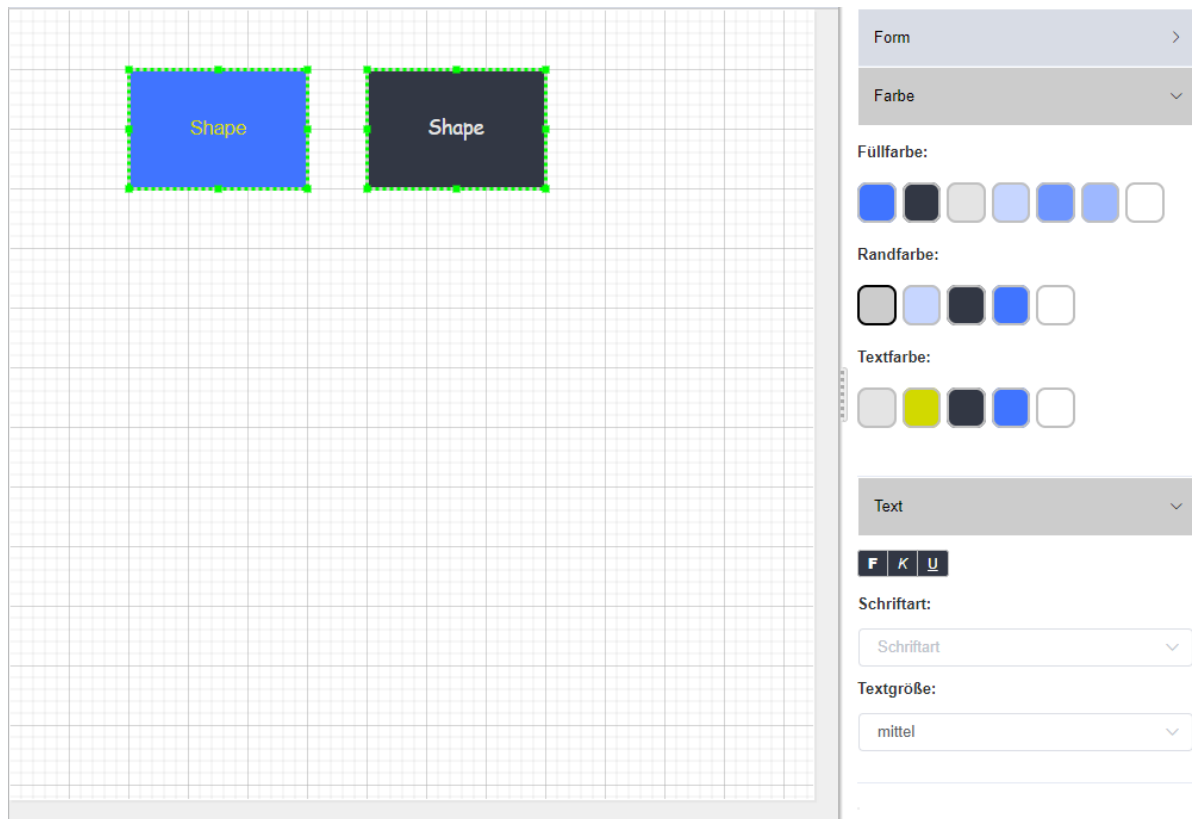 Shape
Shape
Form
Farbe
Füllfarbe:
Randfarbe:
Textfarbe:
Text
F K U
Schriftart:
Schriftart
Textgröße:
mittel